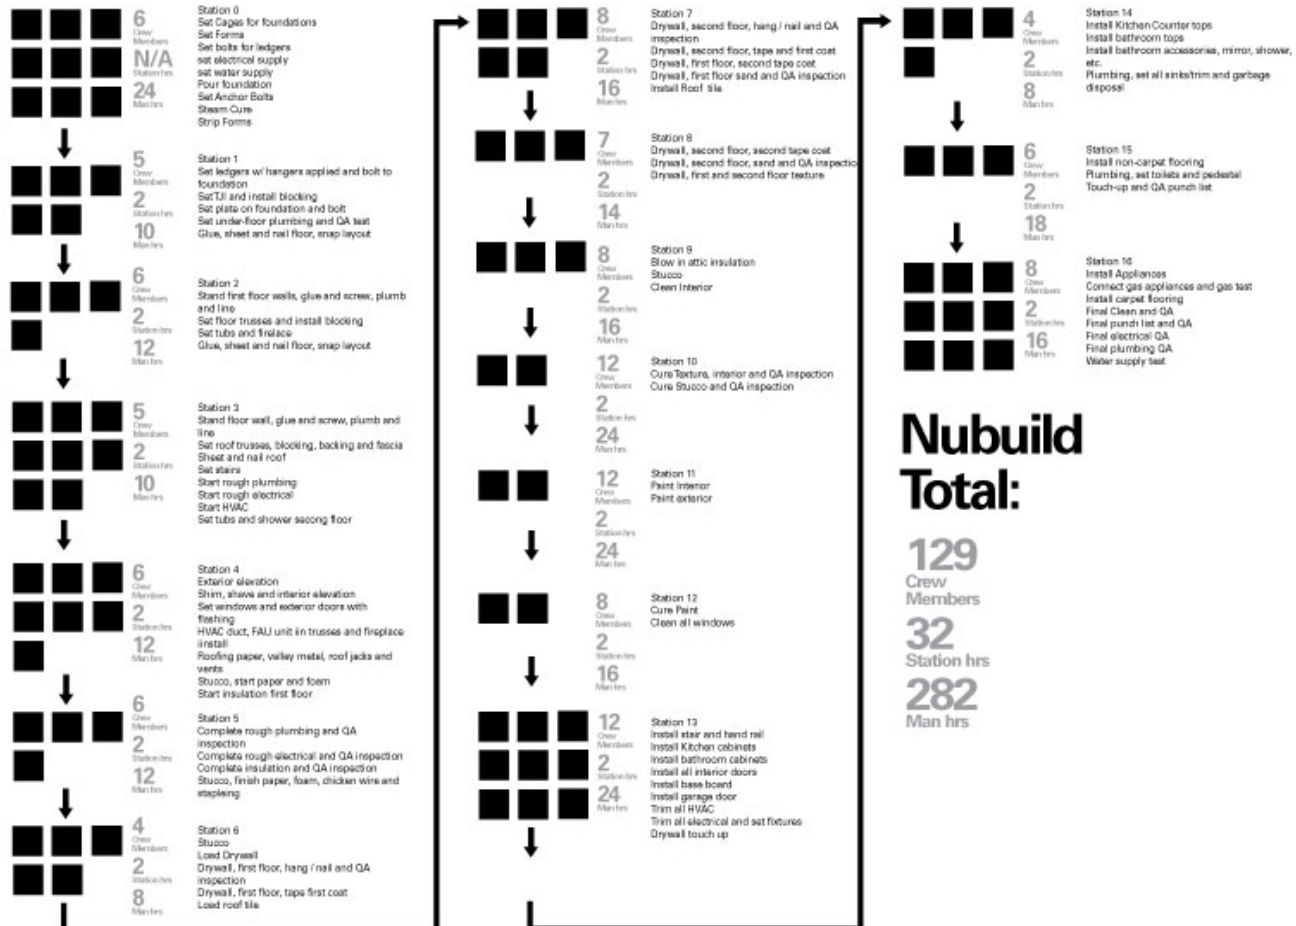 6
Crew
Members
N/A
Station hrs
24
Man hrs
Station 0
Set Cages for foundations
Set Forms
Set bolts for ledgers
set electrical supply
set water supply
Pour foundation
Set Anchor Bolts
Steam Cure
Strip Forms
5
Crew
Members
2
Station hrs
10
Man hrs
Station 1
Set ledgers w/ hangers applied and bolt to
foundation
Set TJI and install blocking
Set plate on foundation and bolt
Set under-floor plumbing and QA test
Glue, sheet and nail floor, snap layout
6
Crew
Members
2
Station hrs
12
Man hrs
Station 2
Stand first floor walls, glue and screw, plumb
and line
Set floor trusses and install blocking
Set tubs and firelace
Glue, sheet and nail floor, snap layout
5
Crew
Members
2
Station hrs
10
Man hrs
Station 3
Stand floor wall, glue and screw, plumb and
line
Set roof trusses, blocking, backing and fascia
Sheet and nail roof
Set stairs
Start rough plumbing
Start rough electrical
Start HVAC
Set tubs and shower secong floor
6
Crew
Members
2
Station hrs
12
Man hrs
Station 4
Exterior elevation
Shim, shave and interior elevation
Set windows and exterior doors with
flashing
HVAC duct, FAU unit iin trusses and fireplace
iinstall
Roofing paper, valley metal, roof jacks and
vents
Stucco, start paper and foam
Start insulation first floor
6
Crew
Members
2
Station hrs
12
Man hrs
Station 5
Complete rough plumbing and QA
inspection
Complete rough electrical and QA inspection
Complete insulation and QA inspection
Stucco, finish paper, foam, chicken wire and
stapleing
4
Crew
Members
2
Station hrs
8
Man hrs
Station 6
Stucco
Load Drywall
Drywall, first floor, hang / nail and QA
inspection
Drywall, first floor, tape first coat
Load roof tile
8
Crew
Members
2
Station hrs
16
Man hrs
Station 7
Drywall, second floor, hang / nail and QA
inspection
Drywall, second floor, tape and first coat
Drywall, first floor, second tape coat
Drywall, first floor sand and QA inspection
Install Roof tile
7
Crew
Members
2
Station hrs
14
Man hrs
Station 8
Drywall, second floor, second tape coat
Drywall, second floor, sand and QA inspectio
Drywall, first and second floor texture
8
Crew
Members
2
Station hrs
16
Man hrs
Station 9
Blow in attic insulation
Stucco
Clean Interior
12
Crew
Members
2
Station hrs
24
Man hrs
Station 10
Cure Texture, interior and QA inspection
Cure Stucco and QA inspection
12
Crew
Members
2
Station hrs
24
Man hrs
Station 11
Paint Interior
Paint exterior
8
Crew
Members
2
Station hrs
16
Man hrs
Station 12
Cure Paint
Clean all windows
12
Crew
Members
2
Station hrs
24
Man hrs
Station 13
Install stair and hand rail
Install Kitchen cabinets
Install bathroom cabinets
Install all interior doors
Install base board
Install garage door
Trim all HVAC
Trim all electrical and set fixtures
Drywall touch up
4
Crew
Members
2
Station hrs
8
Man hrs
Station 14
Install Kitchen Counter tops
Install bathroom tops
Install bathroom accessories, mirror, shower,
etc.
Plumbing, set all sinks/trim and garbage
disposal
6
Crew
Members
2
Station hrs
18
Man hrs
Station 15
Install non-carpet flooring
Plumbing, set toilets and pedestal
Touch-up and QA punch list
8
Crew
Members
2
Station hrs
16
Man hrs
Station 16
Install Appliances
Connect gas appliances and gas test
Install carpet flooring
Final Clean and QA
Final punch list and QA
Final electrical QA
Final plumbing QA
Water supply test
Nubuild
Total:
129
Crew
Members
32
Station hrs
282
Man hrs